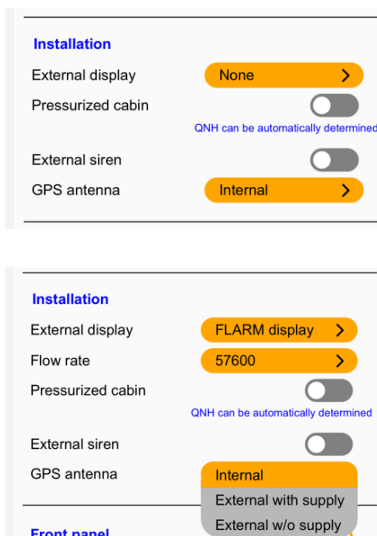 Installation
External display None
Pressurized cabin
QNH can be automatically determined
External siren
GPS antenna Internal
Installation
External display FLARM display
Flow rate 57600
Pressurized cabin
QNH can be automatically determined
External siren
GPS antenna Internal
External with supply
External w/o supply
Front panel